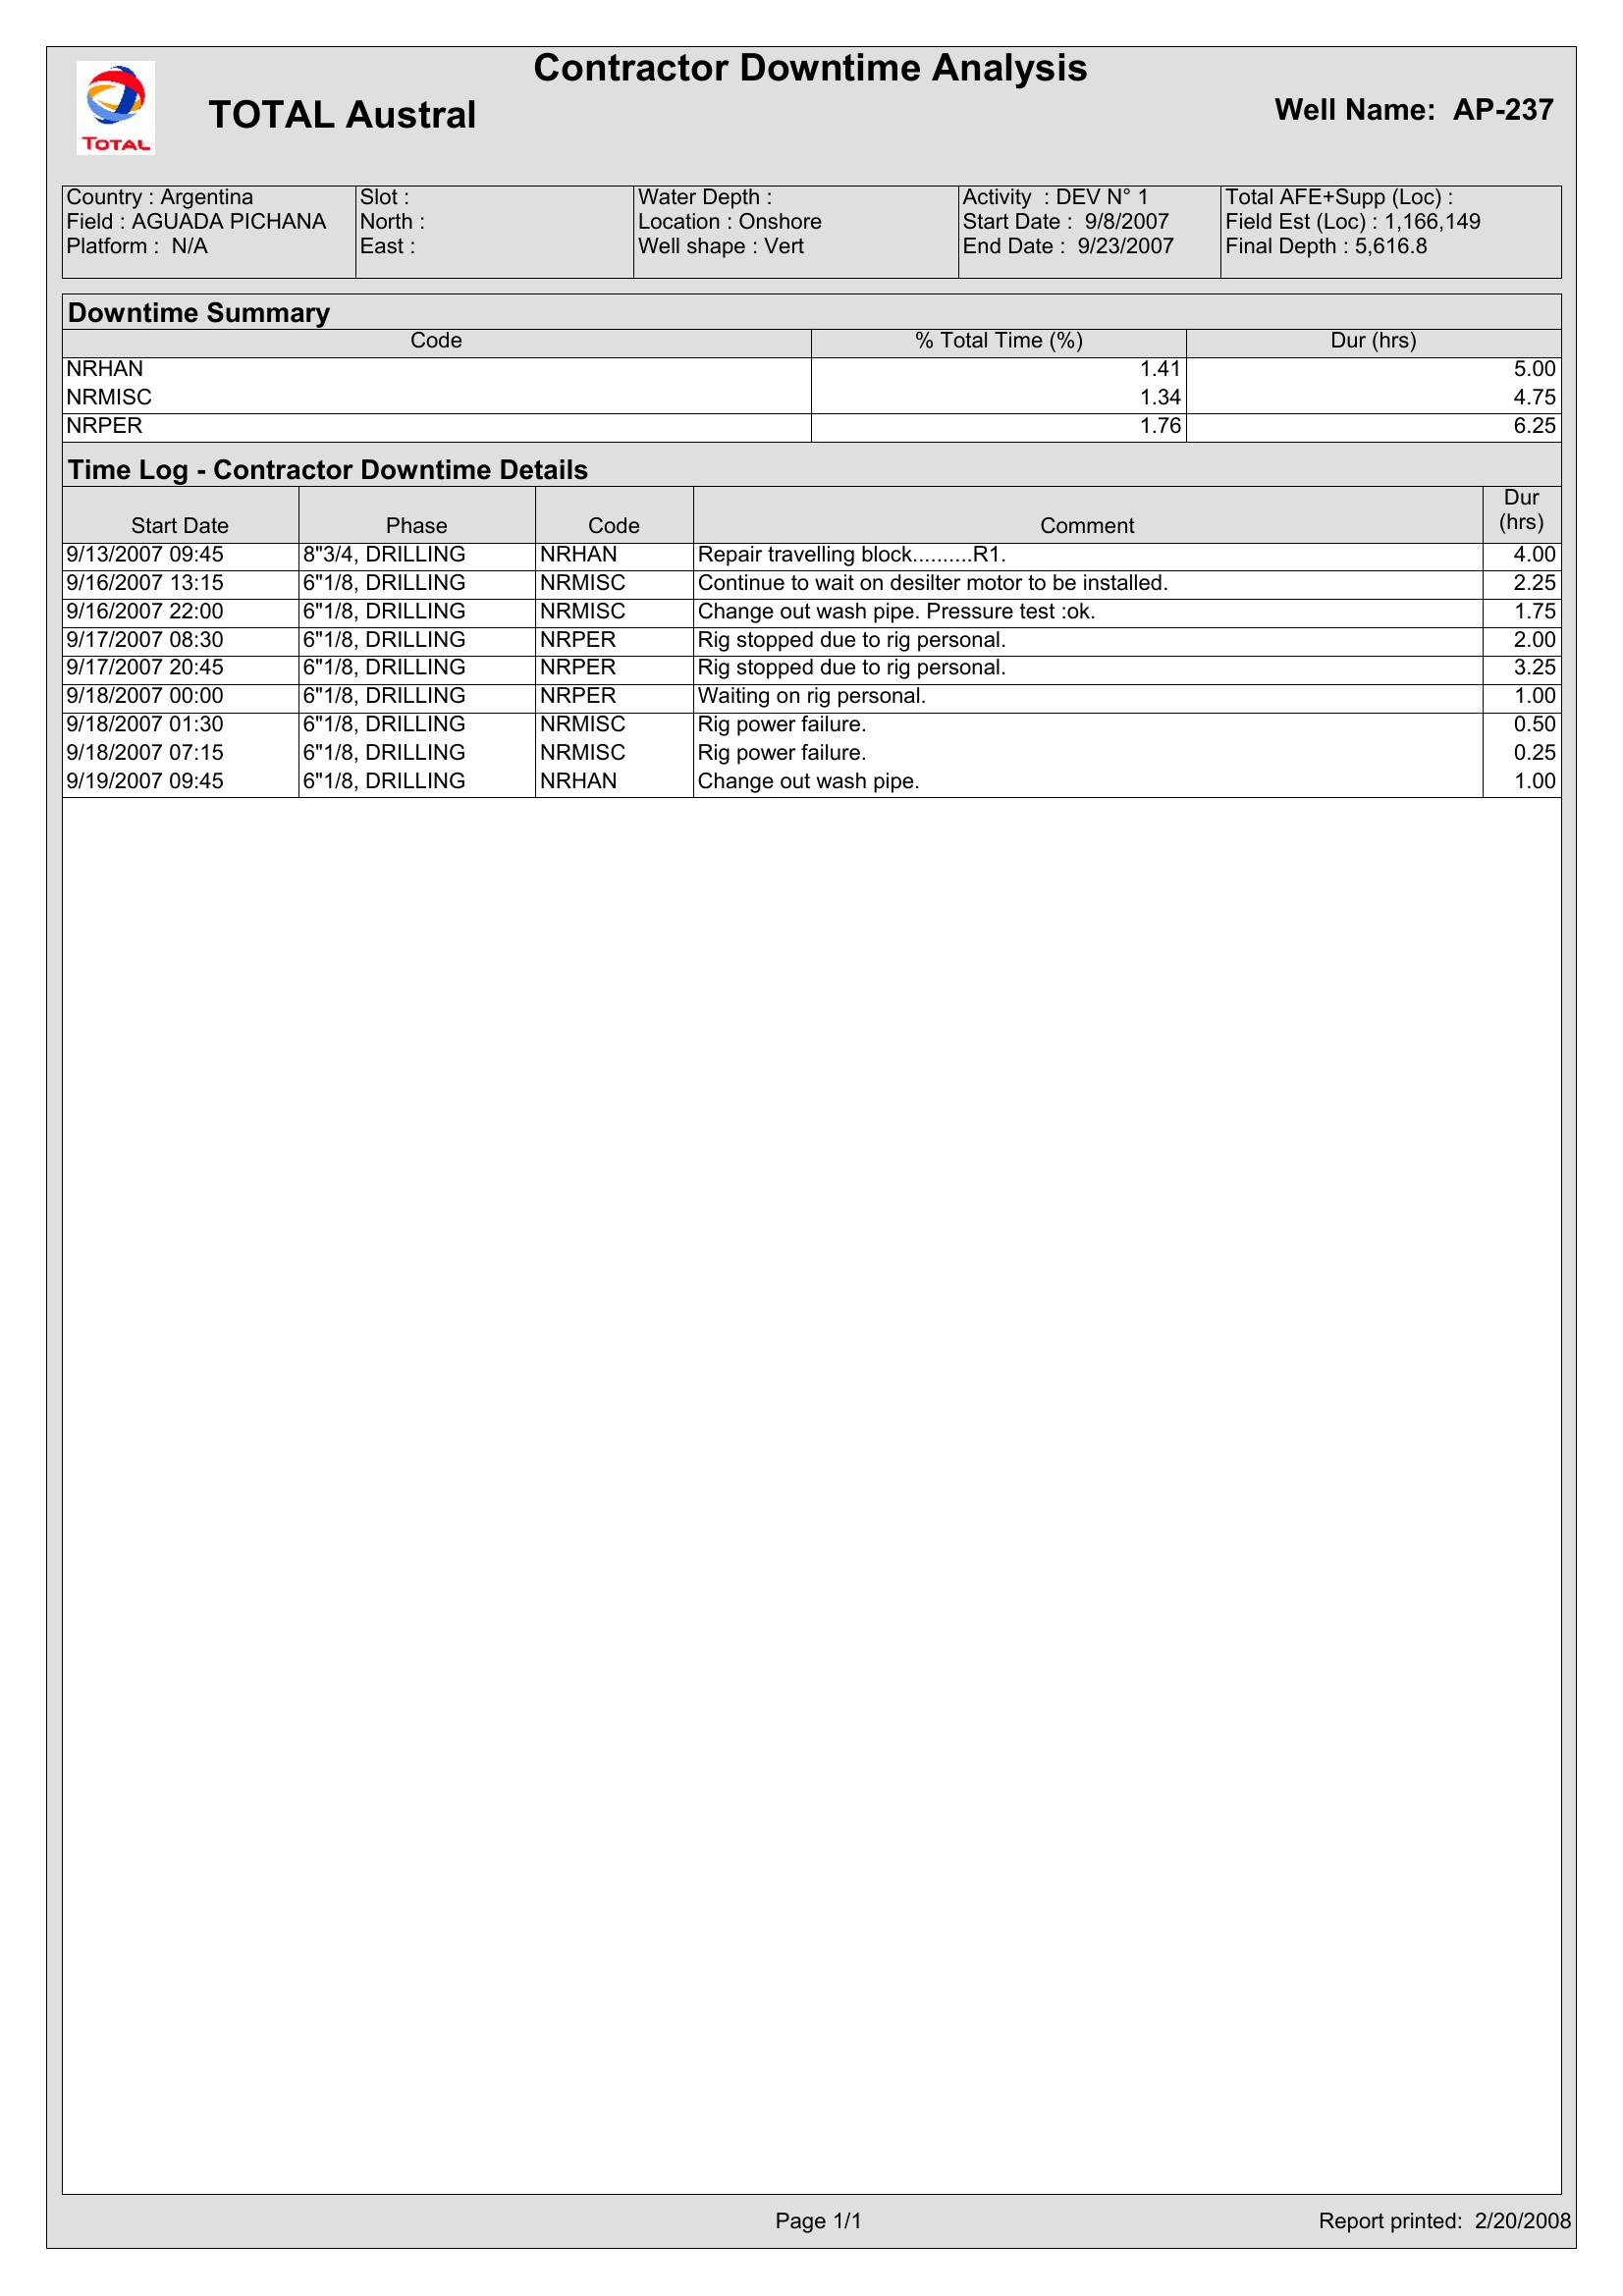 Contractor Downtime Analysis
TOTAL
TOTAL Austral
Well Name: AP-237
Country : Argentina
Field : AGUADA PICHANA
Platform : N/A
Slot :
North :
East :
Water Depth :
Location : Onshore
Well shape : Vert
Activity : DEV N° 1
Start Date : 9/8/2007
End Date : 9/23/2007
Total AFE+Supp (Loc) :
Field Est (Loc) : 1,166,149
Final Depth : 5,616.8
Downtime Summary
Code % Total Time (%) Dur (hrs)
NRHAN 1.41 5.00
NRMISC 1.34 4.75
NRPER 1.76 6.25
Time Log - Contractor Downtime Details
Start Date Phase Code Comment Dur (hrs)
9/13/2007 09:45 8"3/4, DRILLING NRHAN Repair travelling block..........R1. 4.00
9/16/2007 13:15 6"1/8, DRILLING NRMISC Continue to wait on desilter motor to be installed. 2.25
9/16/2007 22:00 6"1/8, DRILLING NRMISC Change out wash pipe. Pressure test :ok. 1.75
9/17/2007 08:30 6"1/8, DRILLING NRPER Rig stopped due to rig personal. 2.00
9/17/2007 20:45 6"1/8, DRILLING NRPER Rig stopped due to rig personal. 3.25
9/18/2007 00:00 6"1/8, DRILLING NRPER Waiting on rig personal. 1.00
9/18/2007 01:30 6"1/8, DRILLING NRMISC Rig power failure. 0.50
9/18/2007 07:15 6"1/8, DRILLING NRMISC Rig power failure. 0.25
9/19/2007 09:45 6"1/8, DRILLING NRHAN Change out wash pipe. 1.00
Page 1/1
Report printed: 2/20/2008